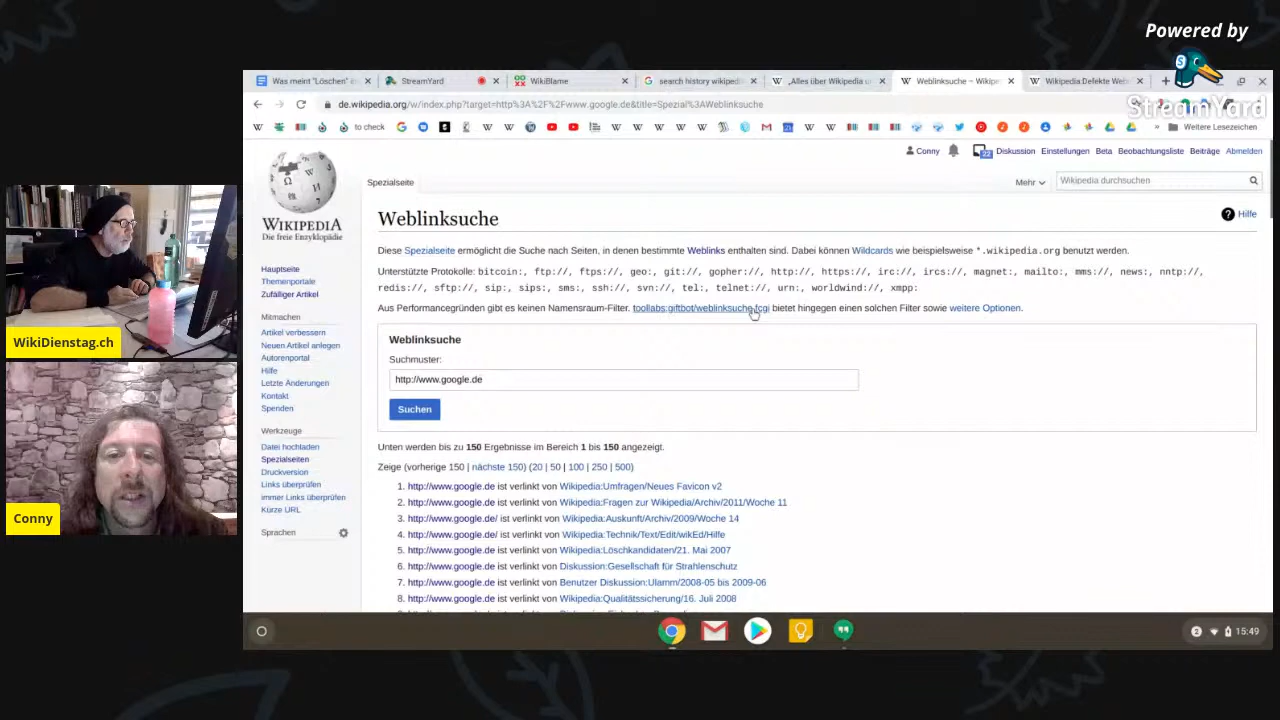 Powered by
StreamYard
Was meint "Löschen"
StreamYard
WikiBlame
search history wikiped
„Alles über Wikipedia u
Weblinksuche – Wikipe
Wikipedia Defekte Web
de.wikipedia.org/w/index.php?target=http%3A%2F%2Fwww.google.de&title=Spezial%3AWeblinksuche
to check
Weitere Lesezeichen
Conny
22
Diskussion
Einstellungen
Beta
Beobachtungsliste
Beiträge
Abmelden
Spezialseite
Mehr
Wikipedia durchsuchen
WIKIPEDIA
Die freie Enzyklopädie
Hauptseite
Themenportale
Zufälliger Artikel
Mitmachen
Artikel verbessern
Neuen Artikel anlegen
Autorenportal
Hilfe
Letzte Änderungen
Kontakt
Spenden
Werkzeuge
Datei hochladen
Spezialseiten
Druckversion
Links überprüfen
immer Links überprüfen
Kürze URL
Sprachen
Weblinksuche
Hilfe
Diese Spezialseite ermöglicht die Suche nach Seiten, in denen bestimmte Weblinks enthalten sind. Dabei können Wildcards wie beispielsweise *.wikipedia.org benutzt werden.
Unterstützte Protokolle: bitcoin:, ftp://, ftps://, geo:, git://, gopher://, http://, https://, irc://, ircs://, magnet:, mailto:, mms://, news:, nntp://,
redis://, sftp://, sip:, sips:, sms:, ssh://, svn://, tel:, telnet://, urn:, worldwind://, xmpp:
Aus Performancegründen gibt es keinen Namensraum-Filter. toollabs:giftbot/weblinksuche.fcgi bietet hingegen einen solchen Filter sowie weitere Optionen.
Weblinksuche
Suchmuster:
http://www.google.de
Suchen
Unten werden bis zu 150 Ergebnisse im Bereich 1 bis 150 angezeigt.
Zeige (vorherige 150 | nächste 150) (20 | 50 | 100 | 250 | 500)
1. http://www.google.de ist verlinkt von Wikipedia:Umfragen/Neues Favicon v2
2. http://www.google.de ist verlinkt von Wikipedia:Fragen zur Wikipedia/Archiv/2011/Woche 11
3. http://www.google.de/ ist verlinkt von Wikipedia:Auskunft/Archiv/2009/Woche 14
4. http://www.google.de/ ist verlinkt von Wikipedia:Technik/Text/Edit/wikEd/Hilfe
5. http://www.google.de ist verlinkt von Wikipedia:Löschkandidaten/21. Mai 2007
6. http://www.google.de ist verlinkt von Diskussion:Gesellschaft für Strahlenschutz
7. http://www.google.de ist verlinkt von Benutzer Diskussion:Ulamm/2008-05 bis 2009-06
8. http://www.google.de ist verlinkt von Wikipedia:Qualitätssicherung/16. Juli 2008
WikiDienstag.ch
Conny
2
15:49